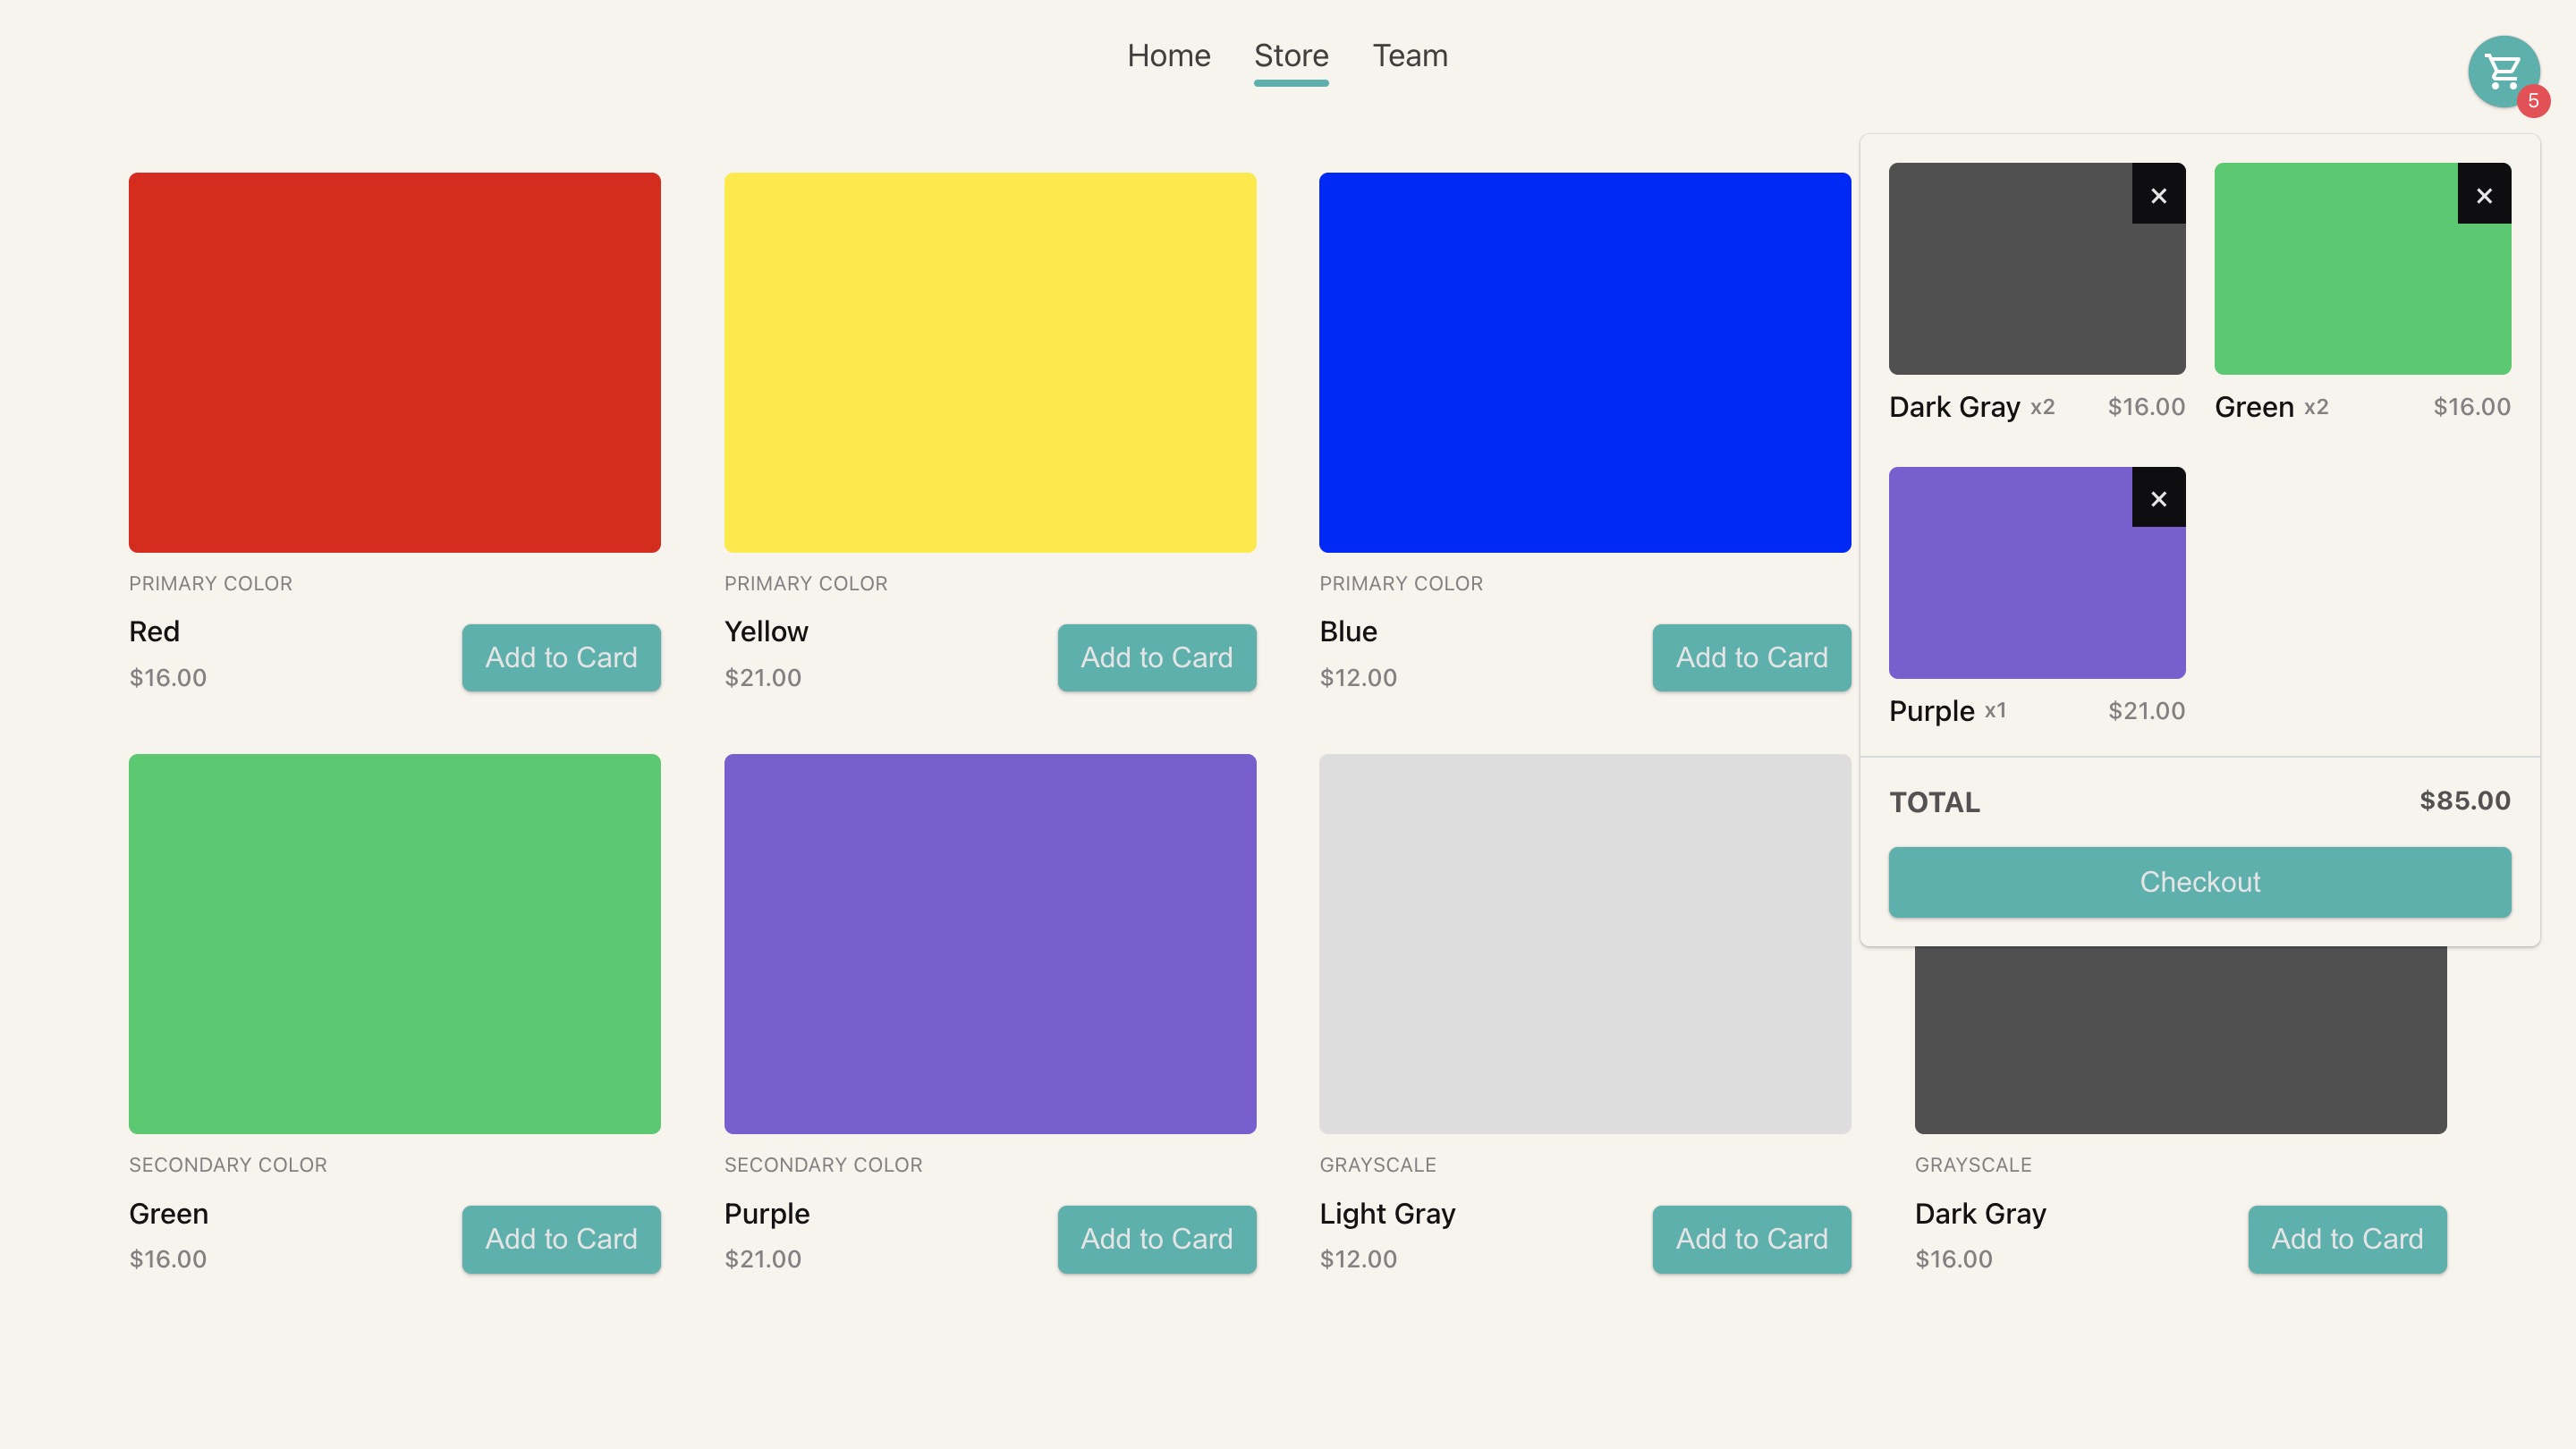 Home Store Team
5
Dark Gray x2 $16.00
Green x2 $16.00
Purple x1 $21.00
TOTAL $85.00
Checkout
PRIMARY COLOR
Red
$16.00
Add to Card
PRIMARY COLOR
Yellow
$21.00
Add to Card
PRIMARY COLOR
Blue
$12.00
Add to Card
SECONDARY COLOR
Green
$16.00
Add to Card
SECONDARY COLOR
Purple
$21.00
Add to Card
GRAYSCALE
Light Gray
$12.00
Add to Card
GRAYSCALE
Dark Gray
$16.00
Add to Card